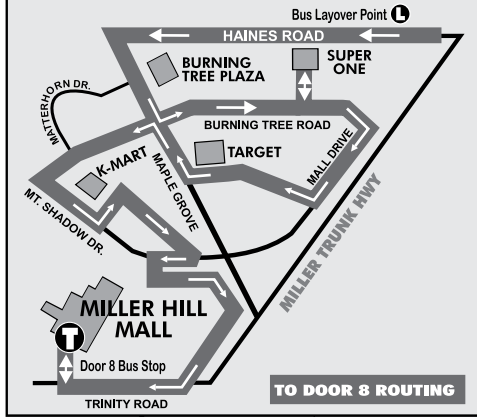 Bus Layover Point L
HAINES ROAD
BURNING
TREE PLAZA
SUPER
ONE
MATTERHORN DR.
BURNING TREE ROAD
K-MART
TARGET
MALL DRIVE
MAPLE GROVE
MT. SHADOW DR.
MILLER TRUNK HWY
MILLER HILL
MALL
T
Door 8 Bus Stop
TO DOOR 8 ROUTING
TRINITY ROAD